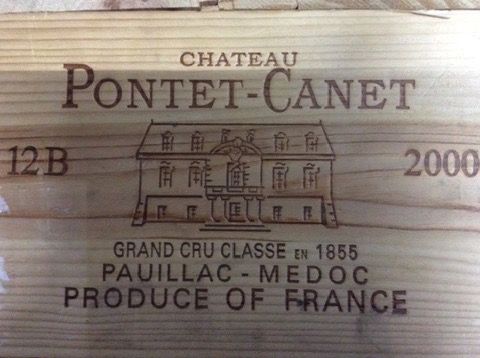 CHATEAU
PONTET-CANET
12B 2000
GRAND CRU CLASSE EN 1855
PAUILLAC - MEDOC
PRODUCE OF FRANCE